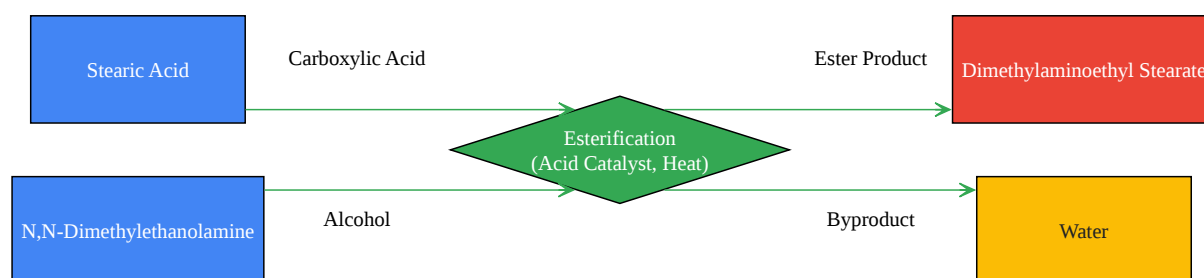 Stearic Acid
Carboxylic Acid
Ester Product
Dimethylaminoethyl Stearate
Esterification
(Acid Catalyst, Heat)
N,N-Dimethylethanolamine
Alcohol
Byproduct
Water